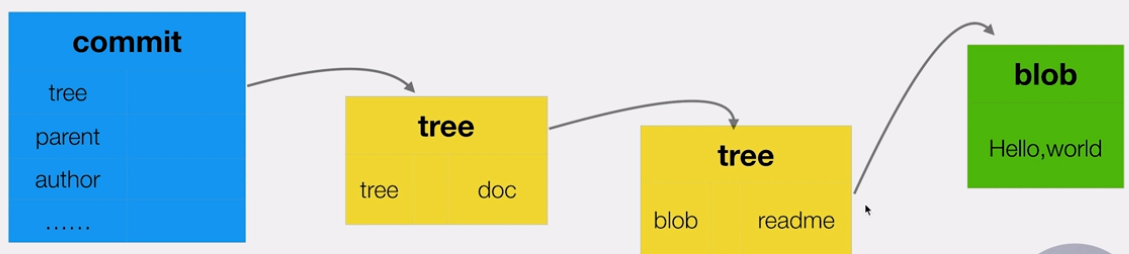 commit
tree
parent
author
......
tree
tree doc
tree
blob readme
blob
Hello,world